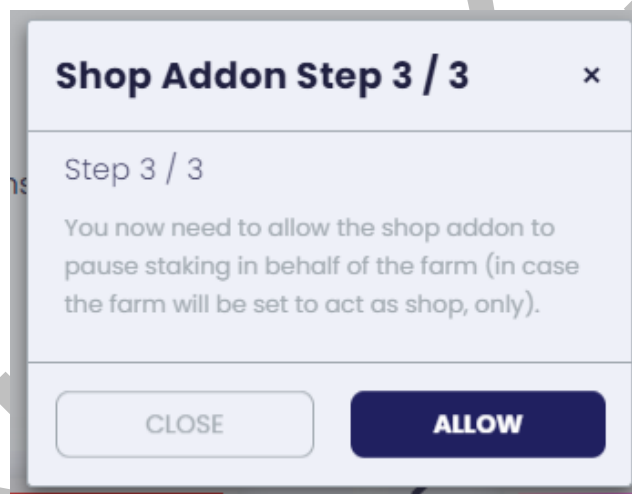 Shop Addon Step 3 / 3 ×
Step 3 / 3
ns
You now need to allow the shop addon to
pause staking in behalf of the farm (in case
the farm will be set to act as shop, only).
CLOSE ALLOW